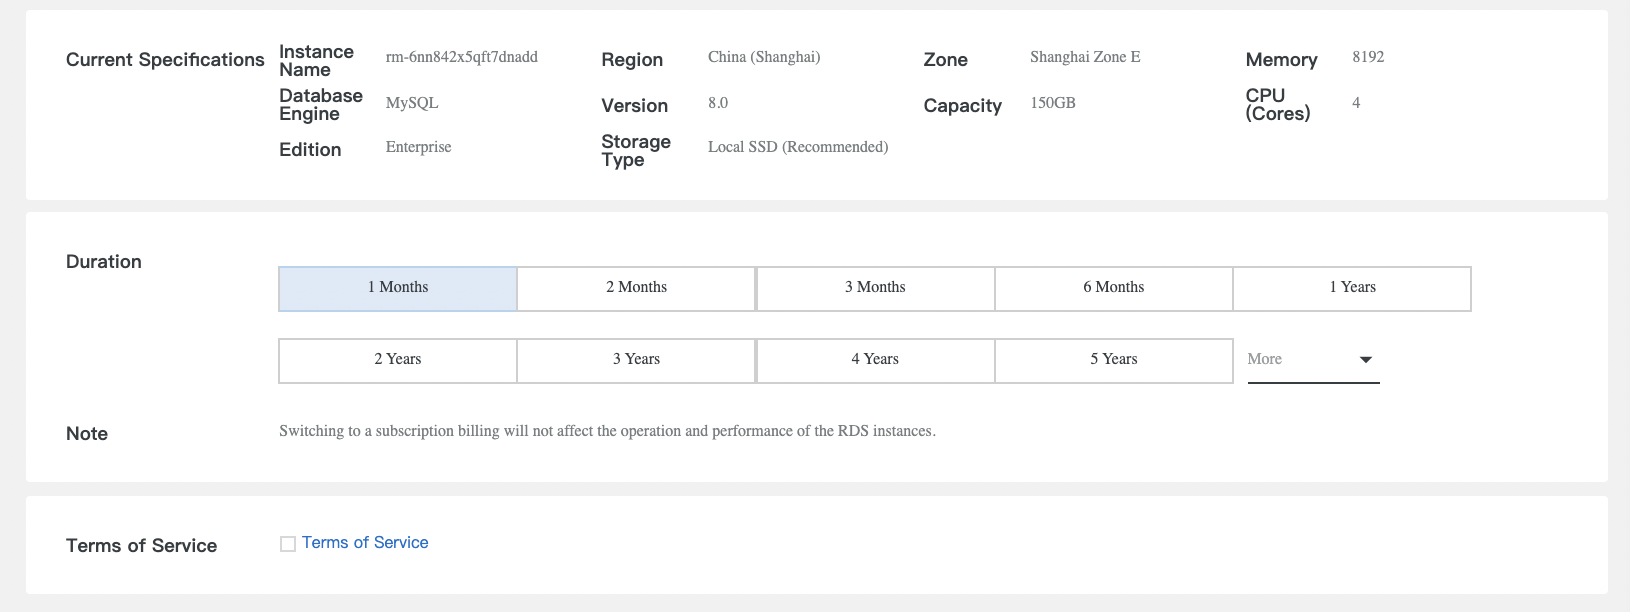 Current Specifications
Instance Name rm-6nn842x5qft7dnadd Region China (Shanghai) Zone Shanghai Zone E Memory 8192
Database Engine MySQL Version 8.0 Capacity 150GB CPU (Cores) 4
Edition Enterprise Storage Type Local SSD (Recommended)
Duration
1 Months 2 Months 3 Months 6 Months 1 Years
2 Years 3 Years 4 Years 5 Years More
Note Switching to a subscription billing will not affect the operation and performance of the RDS instances.
Terms of Service Terms of Service